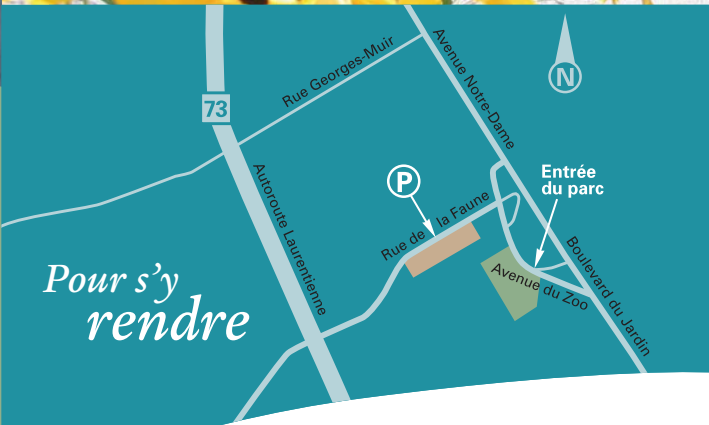 Avenue Notre-Dame
Rue Georges-Muir
N
73
Autoroute Laurentienne
P
Entrée
du parc
Rue de la Faune
Avenue du Zoo
Boulevard du Jardin
Pour s'y
rendre